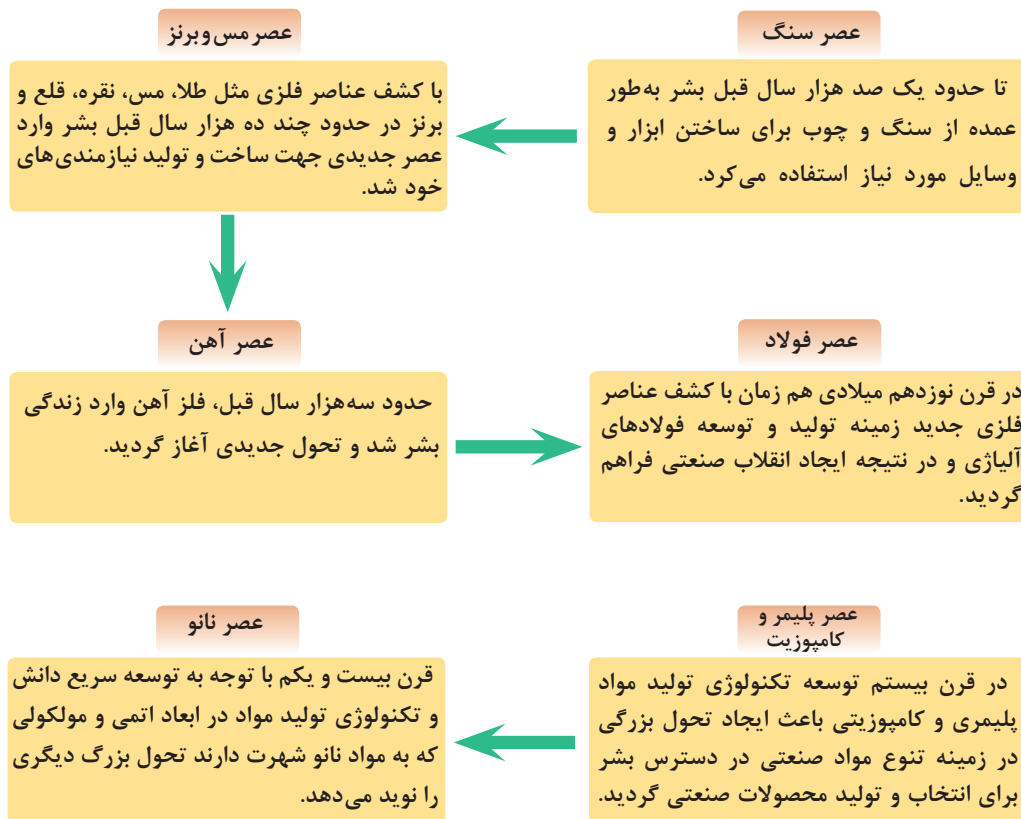 عصر سنگ
تا حدود یک صد هزار سال قبل بشر به‌طور
عمده از سنگ و چوب برای ساختن ابزار و
وسایل مورد نیاز استفاده می‌کرد.
عصر مس و برنز
با کشف عناصر فلزی مثل طلا، مس، نقره، قلع و
برنز در حدود چند ده هزار سال قبل بشر وارد
عصر جدیدی جهت ساخت و تولید نیازمندی‌های
خود شد.
عصر آهن
حدود سه‌هزار سال قبل، فلز آهن وارد زندگی
بشر شد و تحول جدیدی آغاز گردید.
عصر فولاد
در قرن نوزدهم میلادی هم زمان با کشف عناصر
فلزی جدید زمینه تولید و توسعه فولادهای
آلیاژی و در نتیجه ایجاد انقلاب صنعتی فراهم
گردید.
عصر پلیمر و
کامپوزیت
در قرن بیستم توسعه تکنولوژی تولید مواد
پلیمری و کامپوزیتی باعث ایجاد تحول بزرگی
در زمینه تنوع مواد صنعتی در دسترس بشر
برای انتخاب و تولید محصولات صنعتی گردید.
عصر نانو
قرن بیست و یکم با توجه به توسعه سریع دانش
و تکنولوژی تولید مواد در ابعاد اتمی و مولکولی
که به مواد نانو شهرت دارند تحول بزرگ دیگری
را نوید می‌دهد.